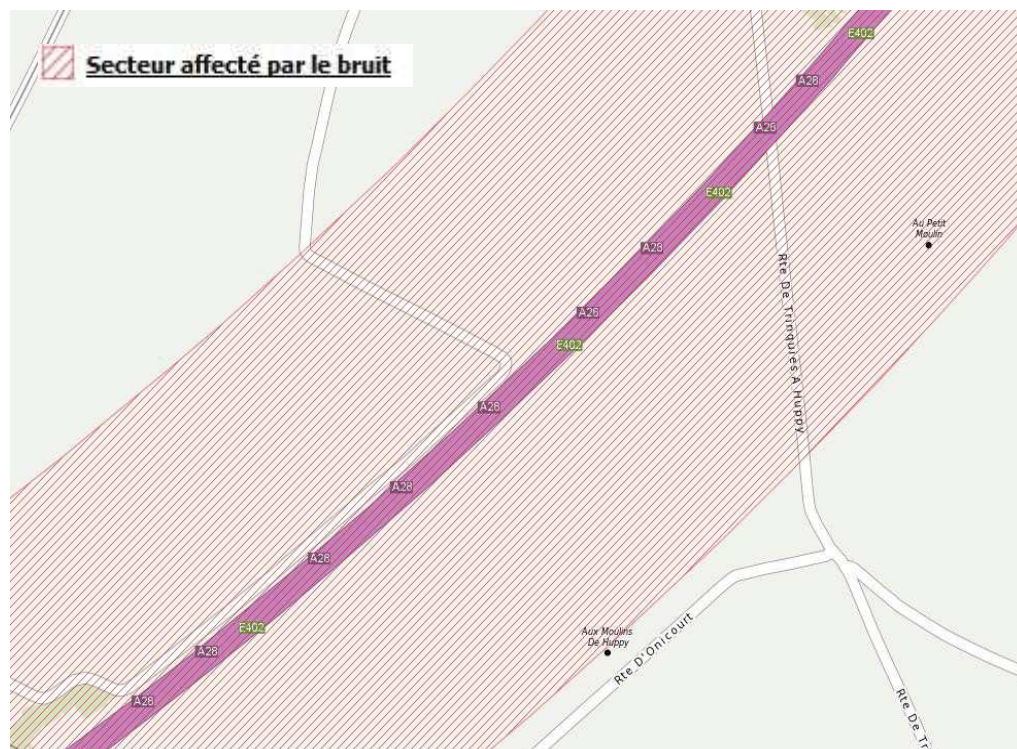 Secteur affecté par le bruit
E402
A28
A28
E402
Au Petit
Moulin
A28
Rte De Trinquies A Huppy
A28
E402
A28
A28
A28
E402
Aux Moulins
De Huppy
Rte D'Onicourt
A28
A28
Rte De Tr